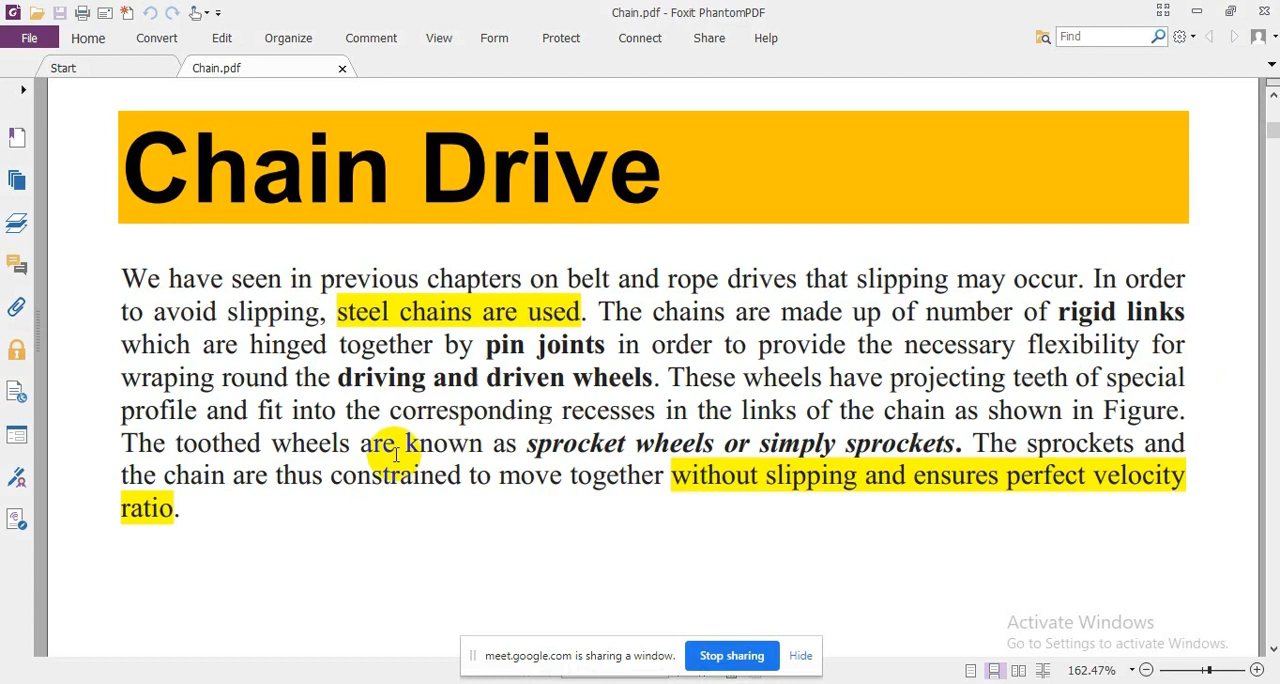 Chain.pdf - Foxit PhantomPDF
File Home Convert Edit Organize Comment View Form Protect Connect Share Help Find
Start Chain.pdf
Chain Drive
We have seen in previous chapters on belt and rope drives that slipping may occur. In order
to avoid slipping, steel chains are used. The chains are made up of number of rigid links
which are hinged together by pin joints in order to provide the necessary flexibility for
wraping round the driving and driven wheels. These wheels have projecting teeth of special
profile and fit into the corresponding recesses in the links of the chain as shown in Figure.
The toothed wheels are known as sprocket wheels or simply sprockets. The sprockets and
the chain are thus constrained to move together without slipping and ensures perfect velocity
ratio.
Activate Windows
Go to Settings to activate Windows.
meet.google.com is sharing a window. Stop sharing Hide
162.47%